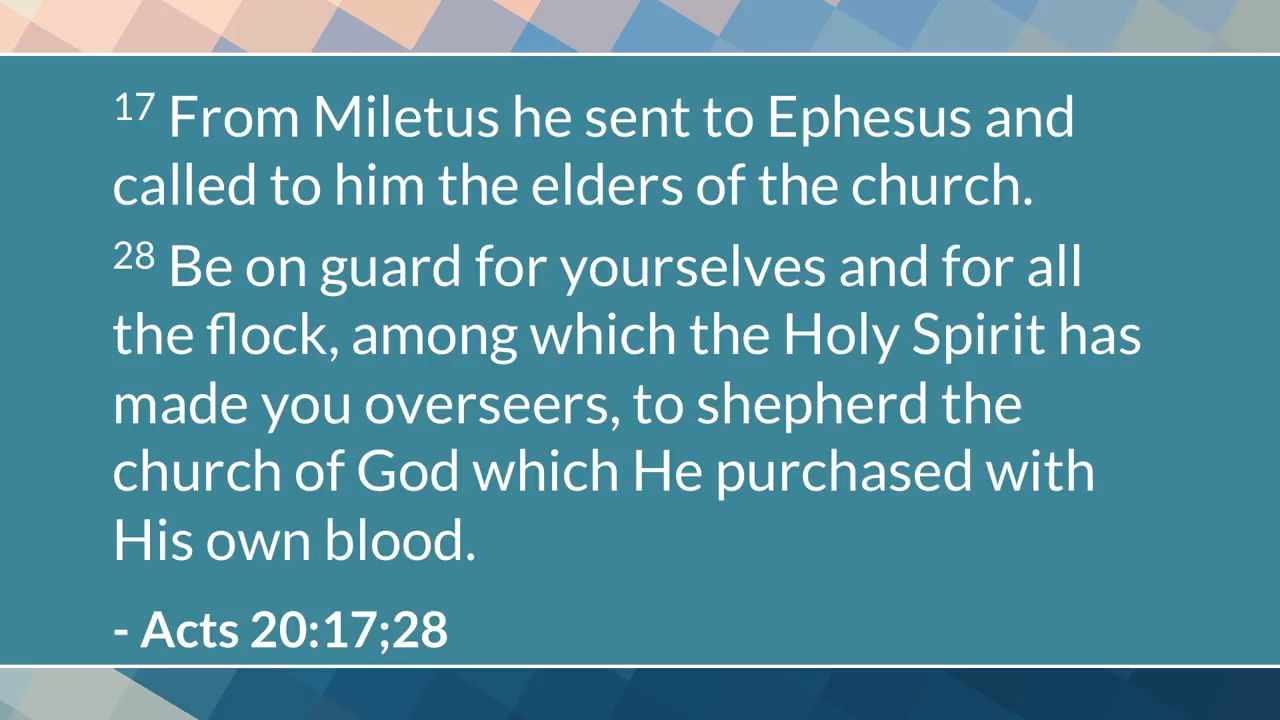 17 From Miletus he sent to Ephesus and
called to him the elders of the church.
28 Be on guard for yourselves and for all
the flock, among which the Holy Spirit has
made you overseers, to shepherd the
church of God which He purchased with
His own blood.
- Acts 20:17;28